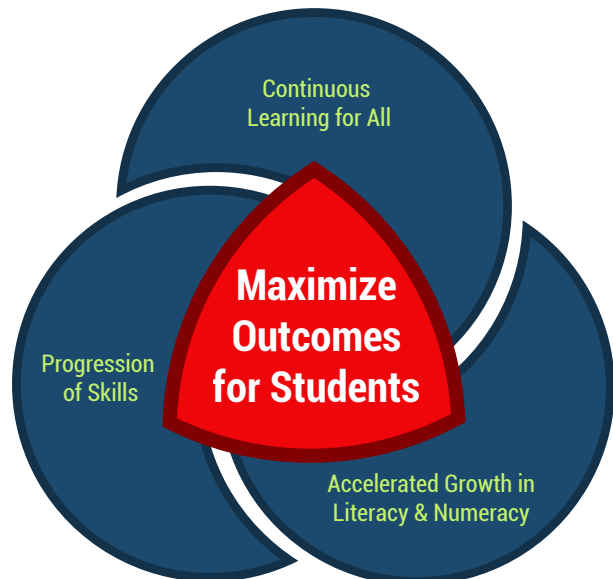 Continuous
Learning for All
Maximize
Outcomes
for Students
Progression
of Skills
Accelerated Growth in
Literacy & Numeracy